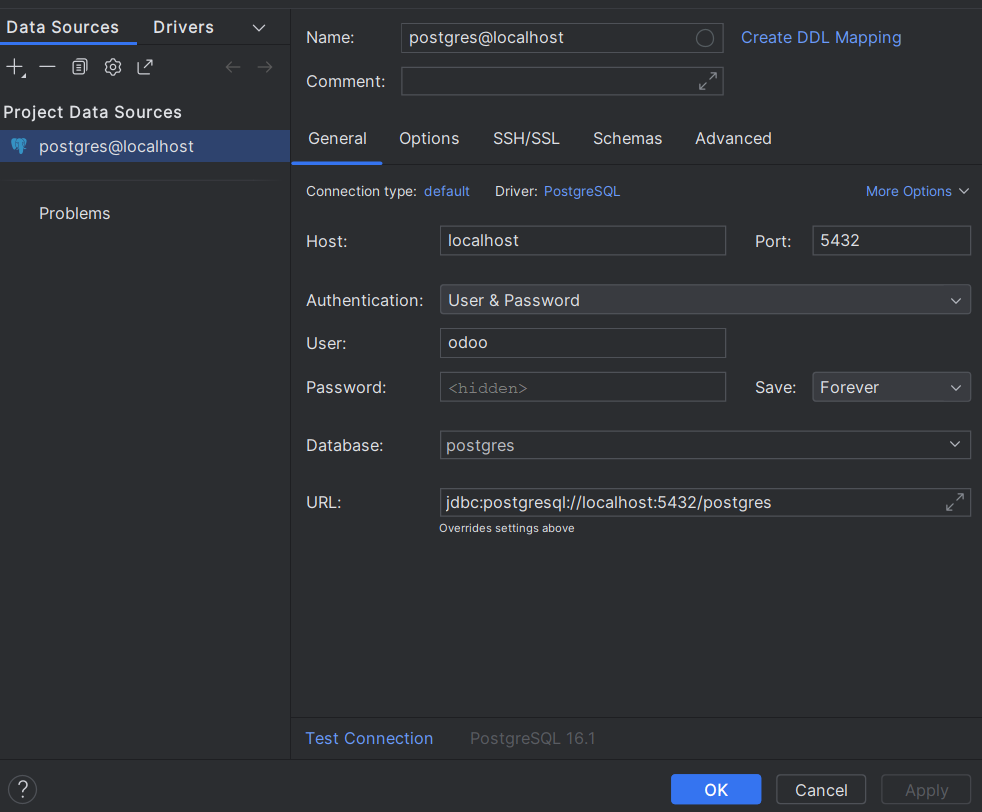 Data Sources Drivers
Project Data Sources
postgres@localhost
Problems
Name: postgres@localhost Create DDL Mapping
Comment:
General Options SSH/SSL Schemas Advanced
Connection type: default Driver: PostgreSQL More Options
Host: localhost Port: 5432
Authentication: User & Password
User: odoo
Password: <hidden> Save: Forever
Database: postgres
URL: jdbc:postgresql://localhost:5432/postgres
Overrides settings above
Test Connection PostgreSQL 16.1
? OK Cancel Apply